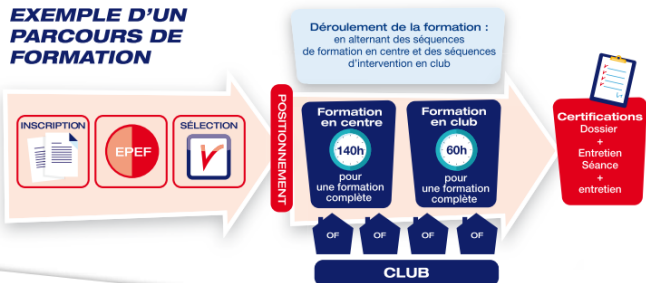 EXEMPLE D'UN
PARCOURS DE
FORMATION
Déroulement de la formation :
en alternant des séquences
de formation en centre et des séquences
d'intervention en club
INSCRIPTION
EPEF
SÉLECTION
POSITIONNEMENT
Formation
en centre
140h
pour
une formation
complète
Formation
en club
60h
pour
une formation
complète
Certifications
Dossier
+
Entretien
Séance
+
entretien
OF
OF
OF
OF
CLUB